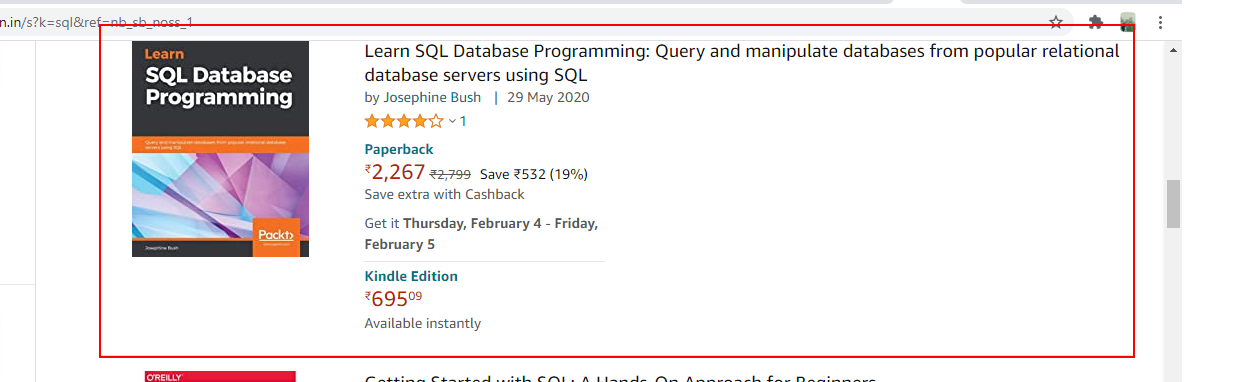 n.in/s?k=sql&ref=nb_sb_noss_1
Learn
SQL Database
Programming
Query and manipulate databases from popular relational database
servers using SQL
Packt>
Josephine Bush
Learn SQL Database Programming: Query and manipulate databases from popular relational
database servers using SQL
by Josephine Bush | 29 May 2020
1
Paperback
₹2,267 ₹2,799 Save ₹532 (19%)
Save extra with Cashback
Get it Thursday, February 4 - Friday,
February 5
Kindle Edition
₹69509
Available instantly
O'REILLY
Getting Started with SQL: A Hands-On Approach for Beginners